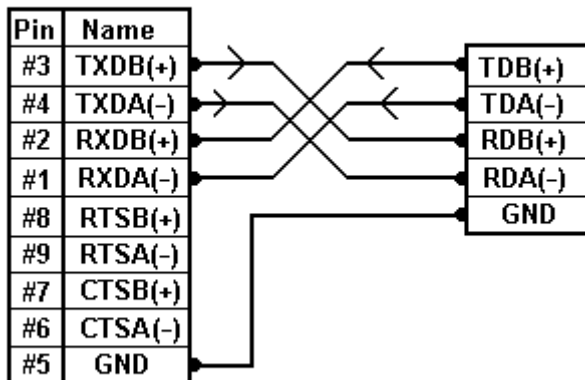 Pin Name
#3 TXDB(+)
#4 TXDA(-)
#2 RXDB(+)
#1 RXDA(-)
#8 RTSB(+)
#9 RTSA(-)
#7 CTSB(+)
#6 CTSA(-)
#5 GND
TDB(+)
TDA(-)
RDB(+)
RDA(-)
GND